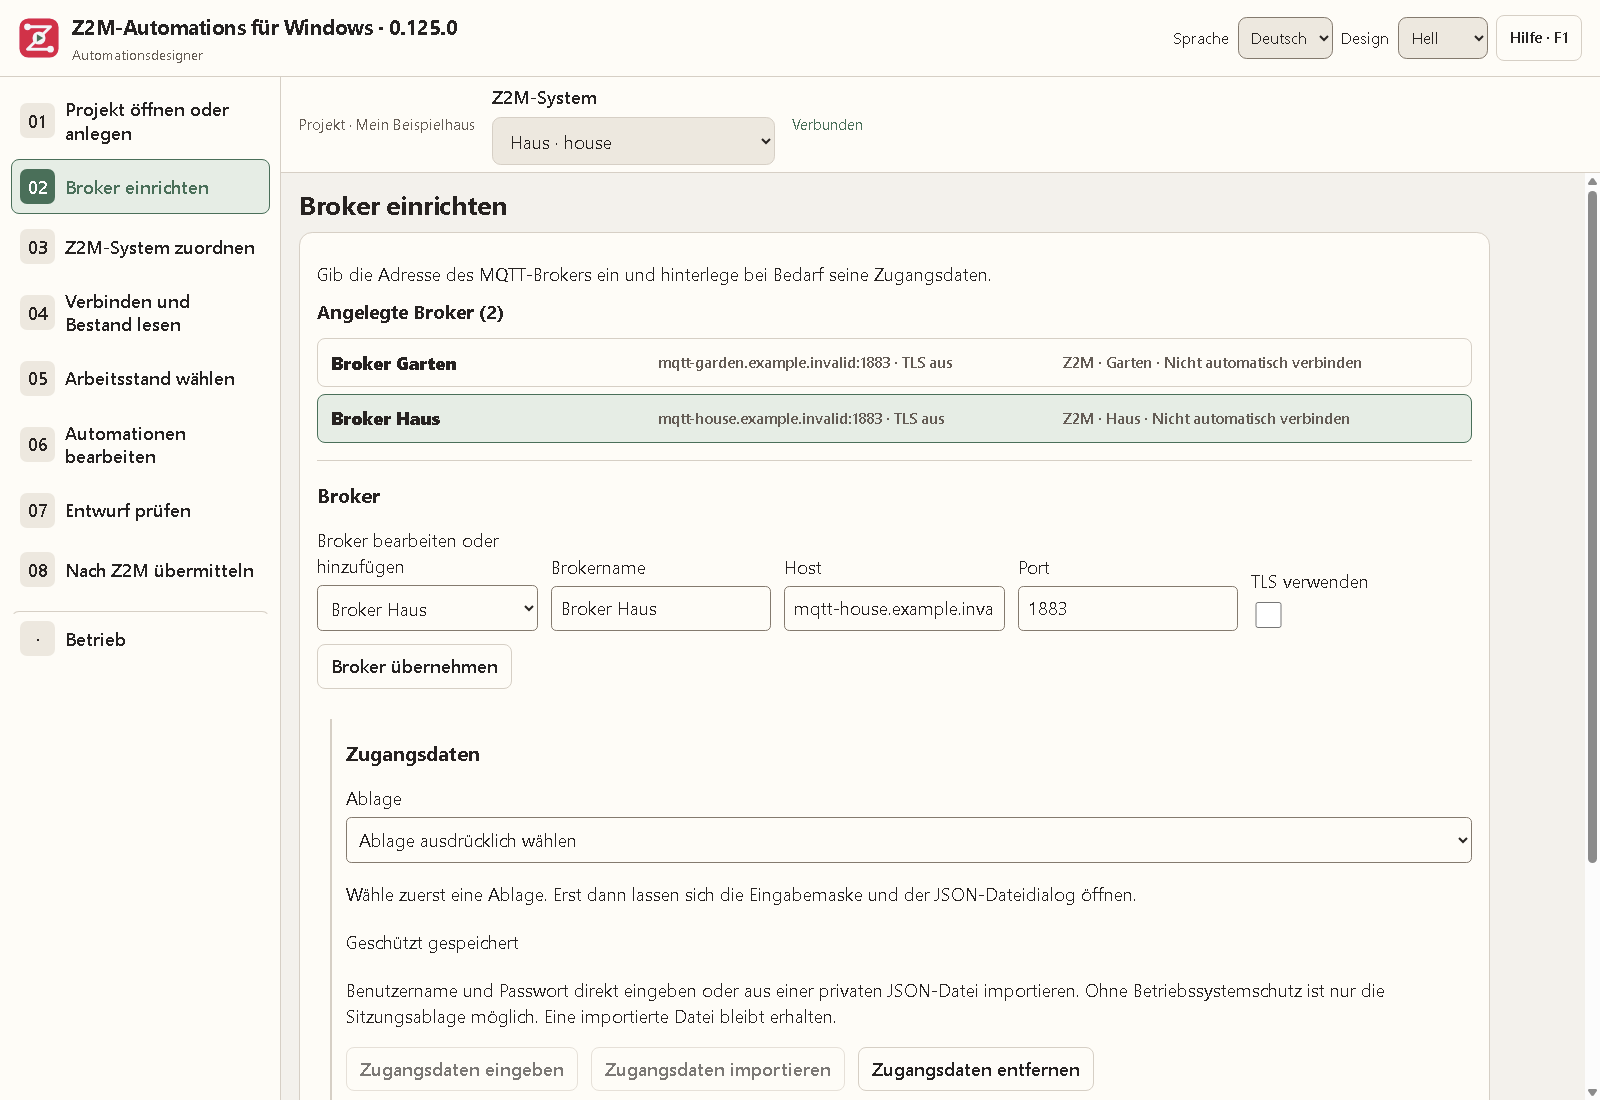 Z2M-Automations für Windows · 0.125.0
Automationsdesigner
Sprache
Deutsch
Design
Hell
Hilfe · F1
01
Projekt öffnen oder
anlegen
02
Broker einrichten
03
Z2M-System zuordnen
04
Verbinden und
Bestand lesen
05
Arbeitsstand wählen
06
Automationen
bearbeiten
07
Entwurf prüfen
08
Nach Z2M übermitteln
·
Betrieb
Projekt · Mein Beispielhaus
Z2M-System
Haus · house
Verbunden
Broker einrichten
Gib die Adresse des MQTT-Brokers ein und hinterlege bei Bedarf seine Zugangsdaten.
Angelegte Broker (2)
Broker Garten
mqtt-garden.example.invalid:1883 · TLS aus
Z2M · Garten · Nicht automatisch verbinden
Broker Haus
mqtt-house.example.invalid:1883 · TLS aus
Z2M · Haus · Nicht automatisch verbinden
Broker
Broker bearbeiten oder
hinzufügen
Broker Haus
Brokername
Broker Haus
Host
mqtt-house.example.inva
Port
1883
TLS verwenden
Broker übernehmen
Zugangsdaten
Ablage
Ablage ausdrücklich wählen
Wähle zuerst eine Ablage. Erst dann lassen sich die Eingabemaske und der JSON-Dateidialog öffnen.
Geschützt gespeichert
Benutzername und Passwort direkt eingeben oder aus einer privaten JSON-Datei importieren. Ohne Betriebssystemschutz ist nur die
Sitzungsablage möglich. Eine importierte Datei bleibt erhalten.
Zugangsdaten eingeben
Zugangsdaten importieren
Zugangsdaten entfernen